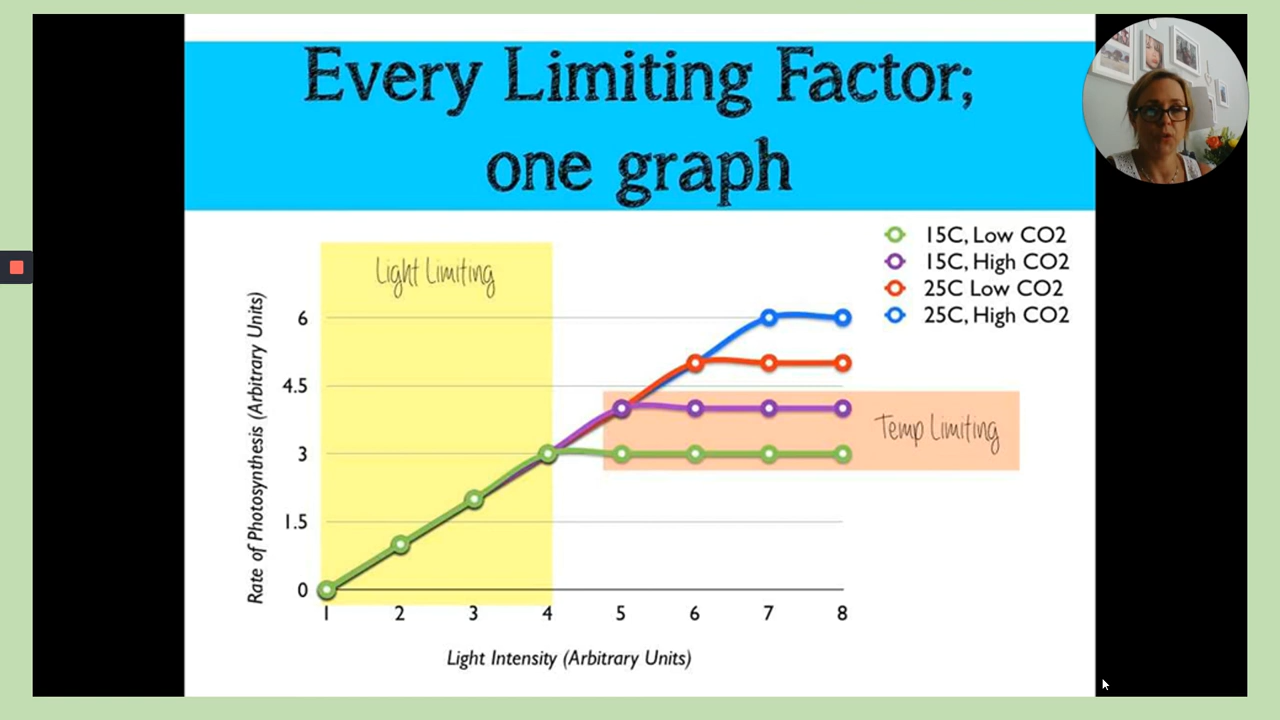 Every Limiting Factor;
one graph
15C, Low CO2
15C, High CO2
25C Low CO2
25C, High CO2
Light Limiting
Temp Limiting
Rate of Photosynthesis (Arbitrary Units)
6
4.5
3
1.5
0
1 2 3 4 5 6 7 8
Light Intensity (Arbitrary Units)